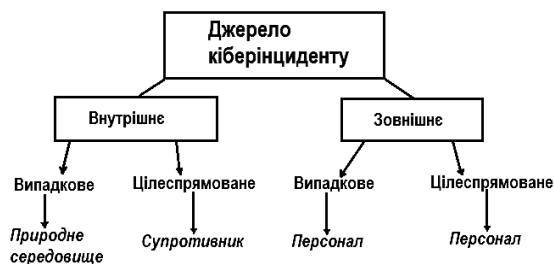 Джерело
кіберінциденту
Внутрішнє
Зовнішнє
Випадкове
Цілеспрямоване
Випадкове
Цілеспрямоване
Природне
середовище
Супротивник
Персонал
Персонал